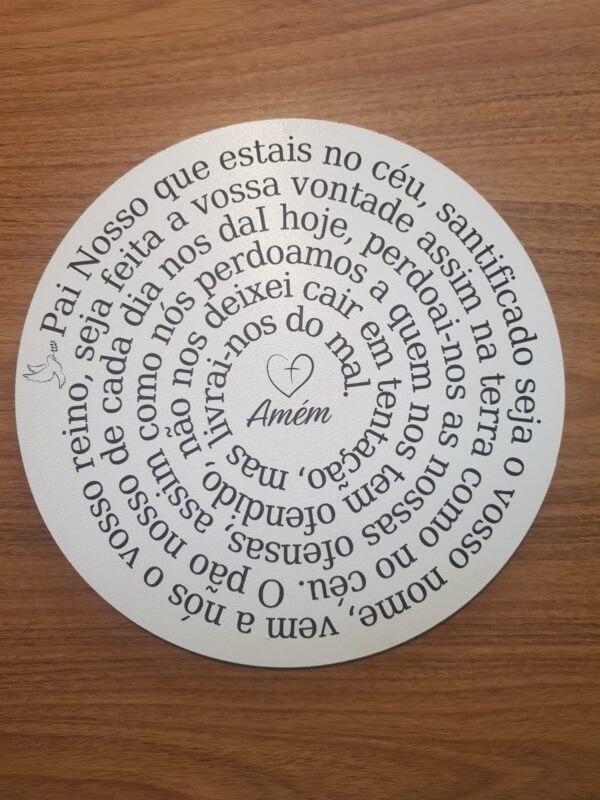 Pai Nosso que estais no céu, santificado seja o vosso nome, vem a nós o vosso reino, seja feita a vossa vontade assim na terra como no céu. O pão nosso de cada dia nos daI hoje, perdoai-nos as nossas ofensas, assim como nós perdoamos a quem nos tem ofendido, não nos deixei cair em tentação, mas livrai-nos do mal.
Amém